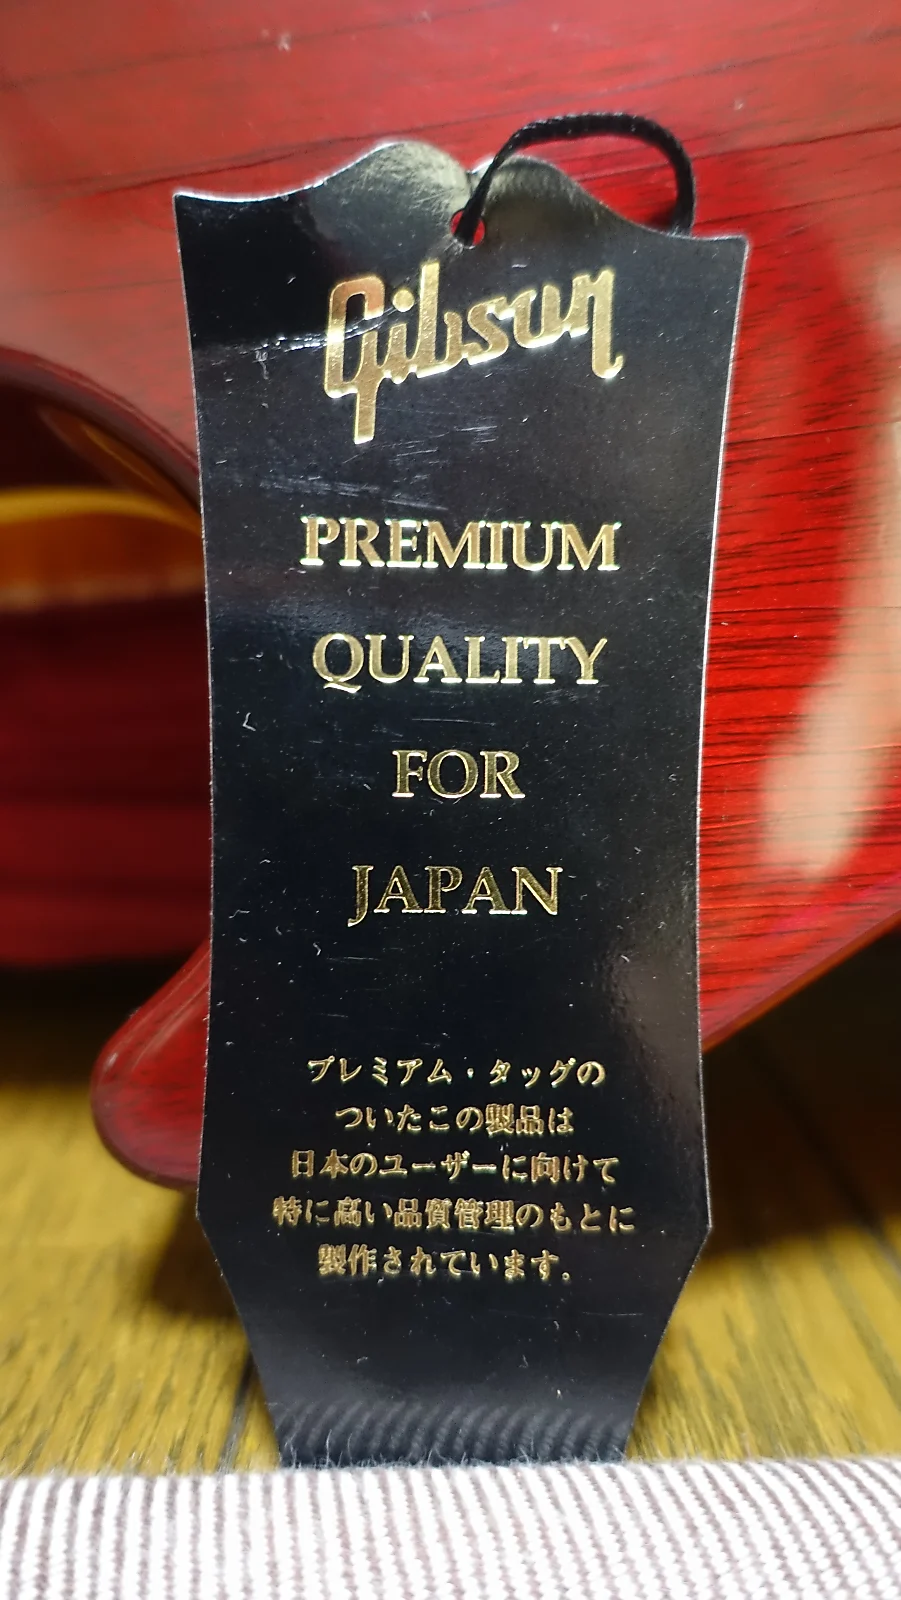 Gibson
PREMIUM
QUALITY
FOR
JAPAN
プレミアム・タッグの
ついたこの製品は
日本のユーザーに向けて
特に高い品質管理のもとに
製作されています。